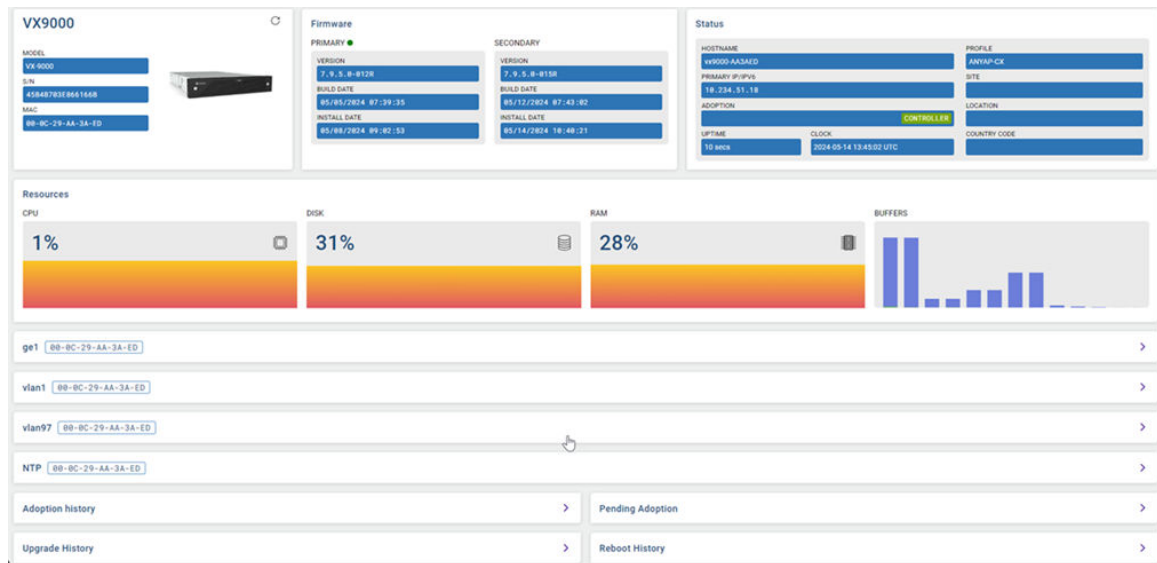 VX9000
MODEL
VX-9000
S/N
45848703E8661668
MAC
00-0C-29-AA-3A-ED
Firmware
PRIMARY
VERSION
7.9.5.0-012R
BUILD DATE
05/05/2024 07:39:35
INSTALL DATE
05/08/2024 09:02:53
SECONDARY
VERSION
7.9.5.0-015R
BUILD DATE
05/12/2024 07:43:02
INSTALL DATE
05/14/2024 10:40:21
Status
HOSTNAME
vx9000-AA3AED
PRIMARY IP/IPV6
10.234.51.18
ADOPTION
CONTROLLER
UPTIME
10 secs
CLOCK
2024-05-14 13:45:02 UTC
PROFILE
ANYAP-CX
SITE
LOCATION
COUNTRY CODE
Resources
CPU
1%
DISK
31%
RAM
28%
BUFFERS
ge1 00-0C-29-AA-3A-ED
vlan1 00-0C-29-AA-3A-ED
vlan97 00-0C-29-AA-3A-ED
NTP 00-0C-29-AA-3A-ED
Adoption history
Pending Adoption
Upgrade History
Reboot History